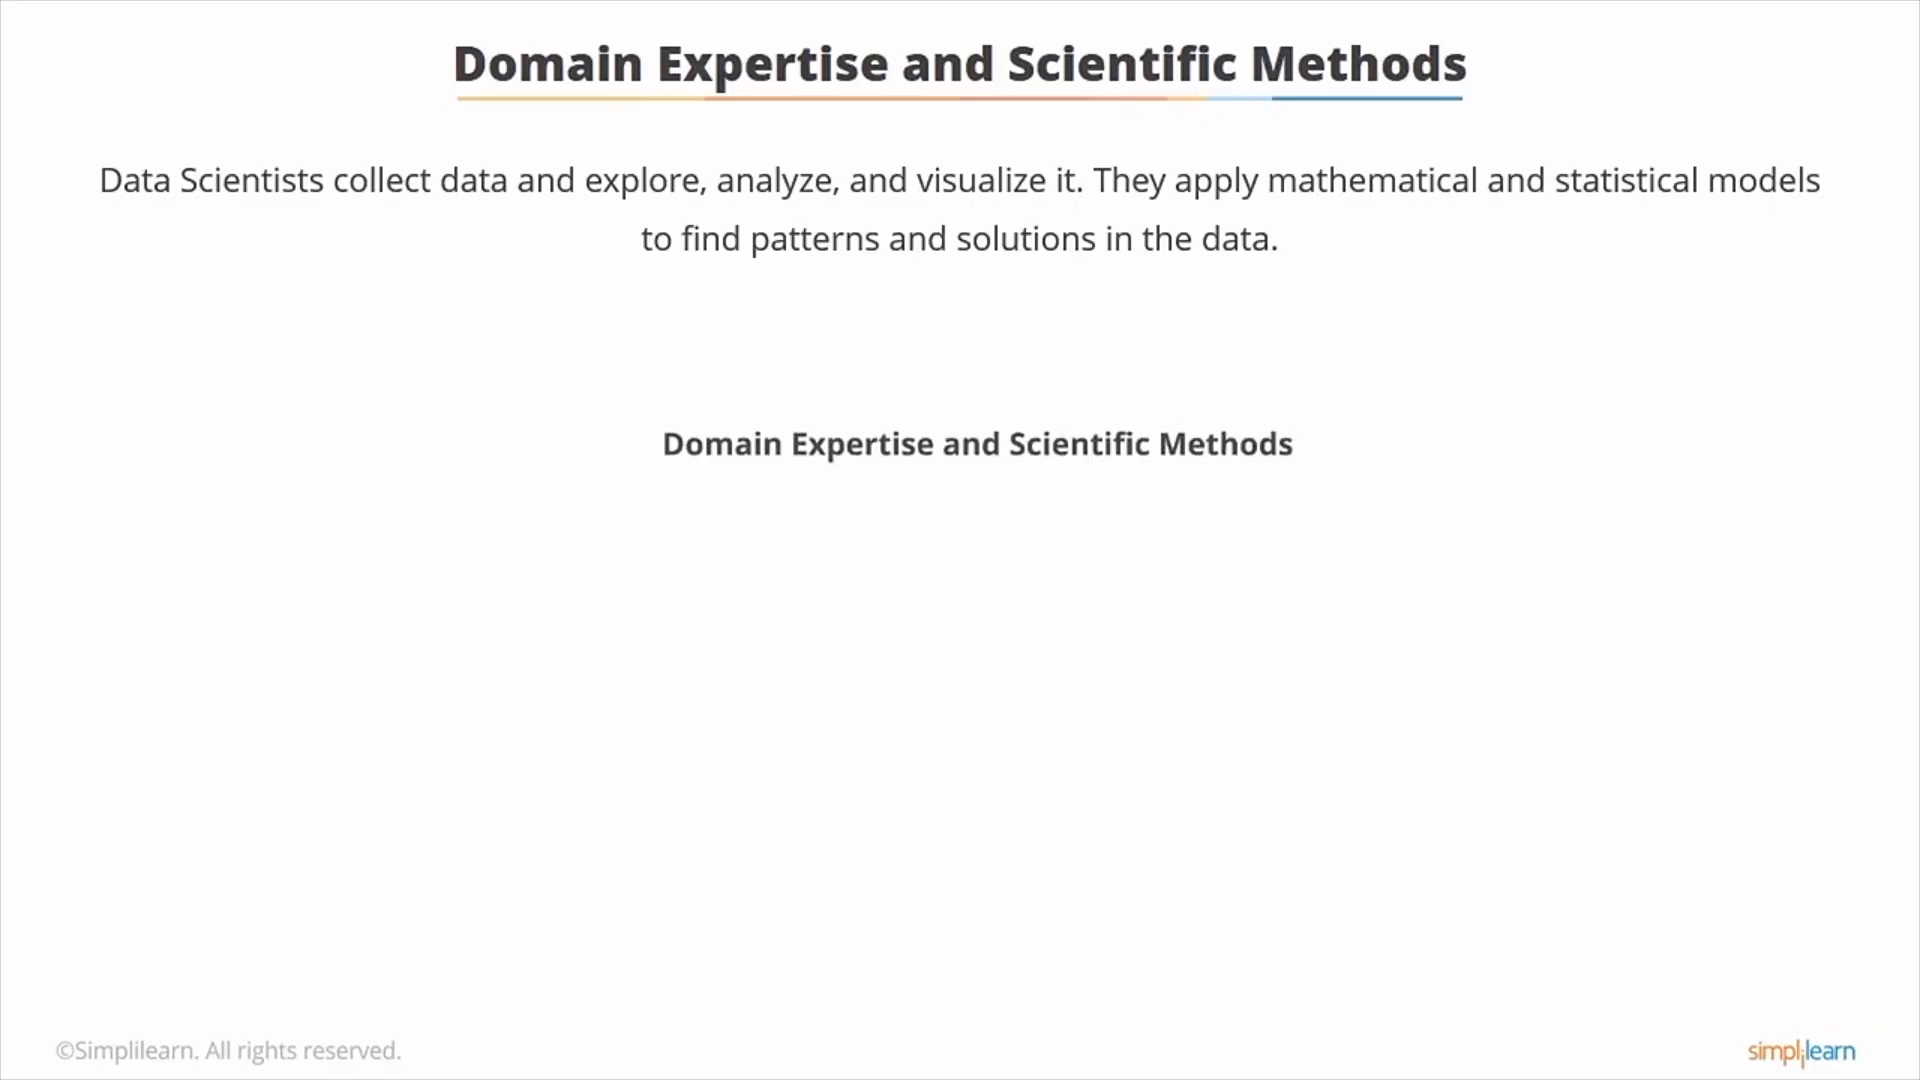 Domain Expertise and Scientific Methods
Data Scientists collect data and explore, analyze, and visualize it. They apply mathematical and statistical models
to find patterns and solutions in the data.
Domain Expertise and Scientific Methods
©Simplilearn. All rights reserved.
simplilearn